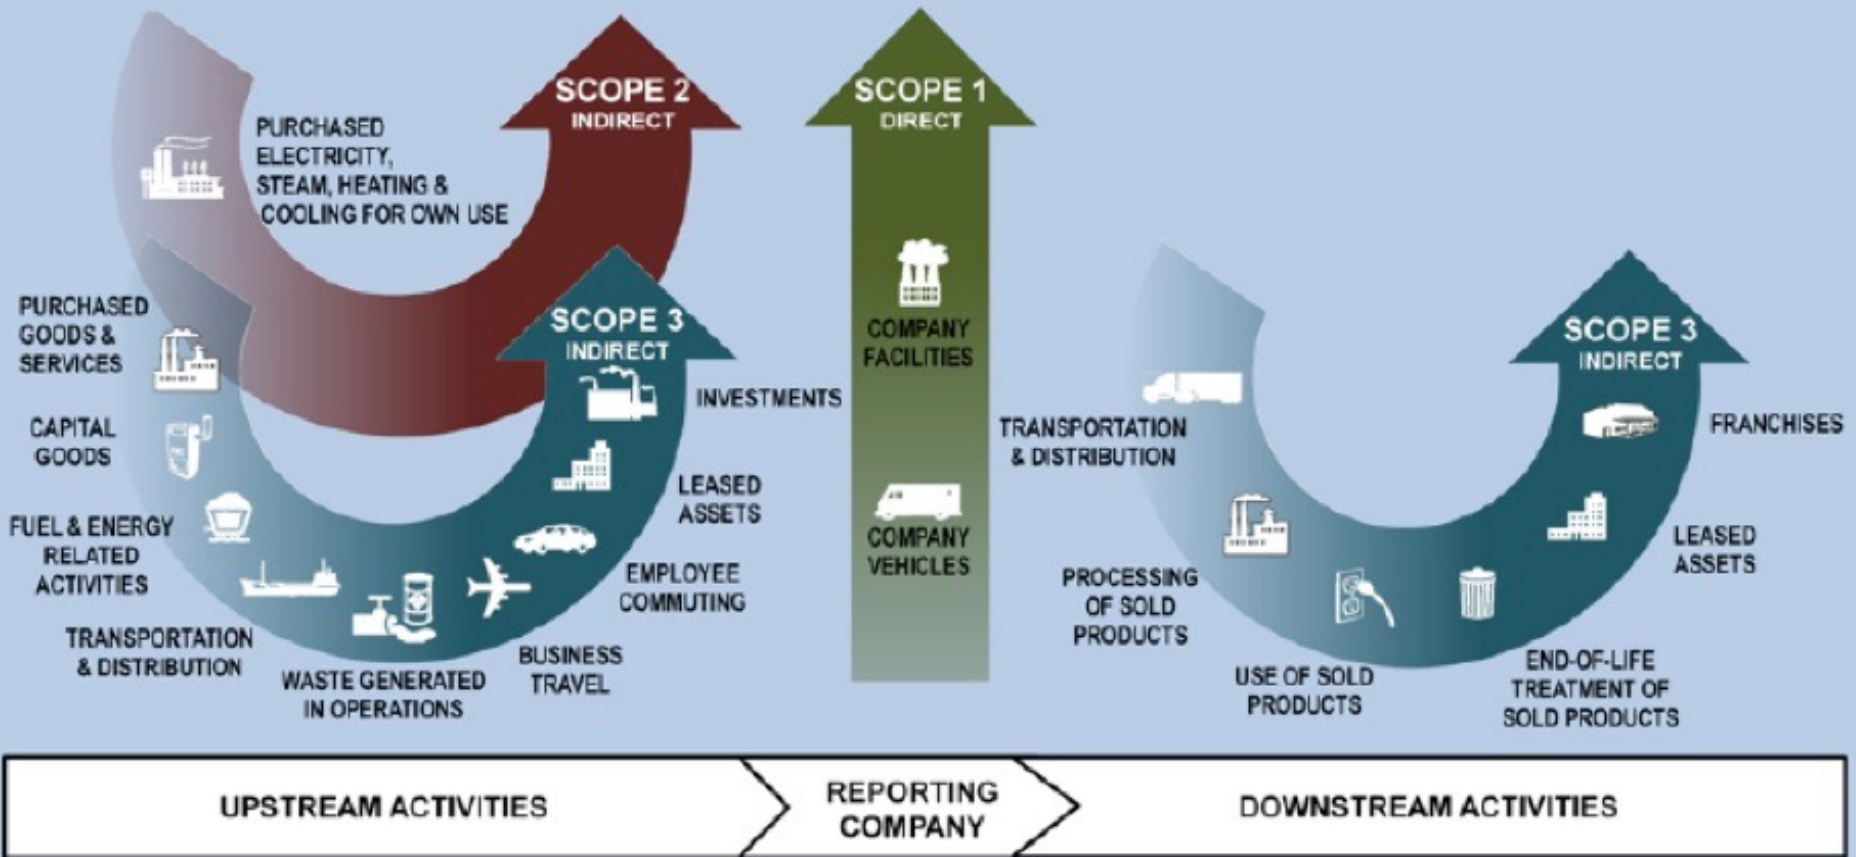 SCOPE 2
INDIRECT
PURCHASED
ELECTRICITY,
STEAM, HEATING &
COOLING FOR OWN USE
SCOPE 1
DIRECT
COMPANY
FACILITIES
COMPANY
VEHICLES
SCOPE 3
INDIRECT
PURCHASED
GOODS &
SERVICES
CAPITAL
GOODS
FUEL & ENERGY
RELATED
ACTIVITIES
TRANSPORTATION
& DISTRIBUTION
WASTE GENERATED
IN OPERATIONS
BUSINESS
TRAVEL
EMPLOYEE
COMMUTING
LEASED
ASSETS
INVESTMENTS
SCOPE 3
INDIRECT
TRANSPORTATION
& DISTRIBUTION
PROCESSING
OF SOLD
PRODUCTS
USE OF SOLD
PRODUCTS
END-OF-LIFE
TREATMENT OF
SOLD PRODUCTS
LEASED
ASSETS
FRANCHISES
UPSTREAM ACTIVITIES
REPORTING
COMPANY
DOWNSTREAM ACTIVITIES